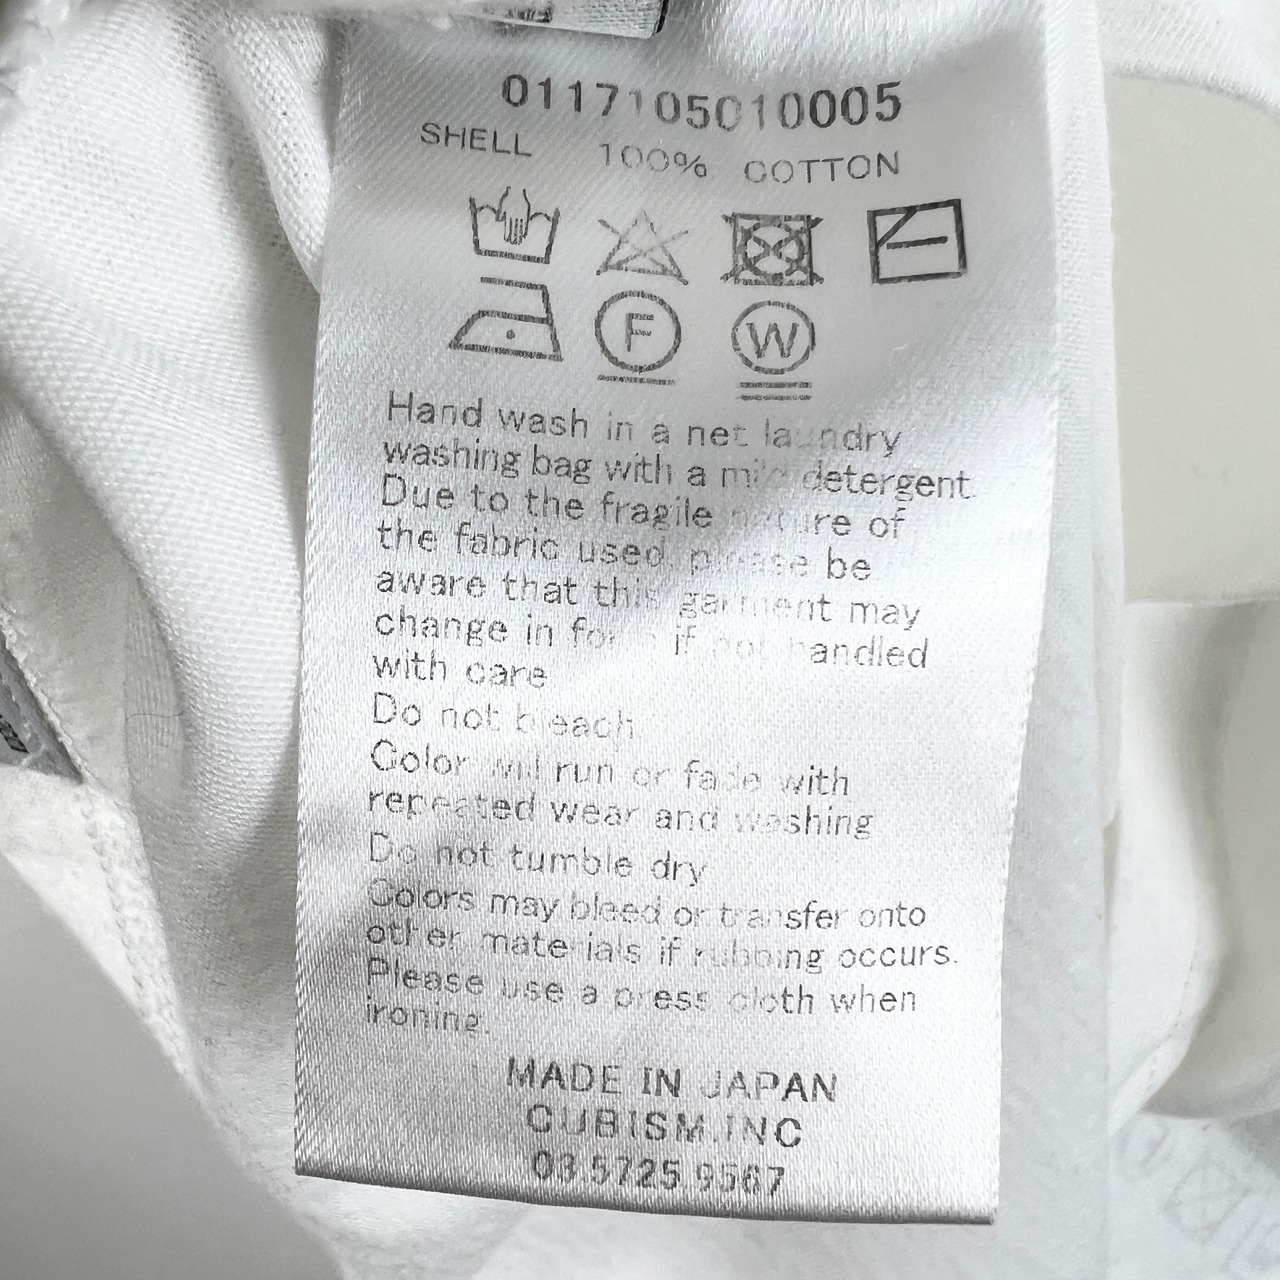 0117105010005
SHELL 100% COTTON
F W
Hand wash in a net laundry
washing bag with a mild detergent.
Due to the fragile nature of
the fabric used, please be
aware that this garment may
change in form if not handled
with care
Do not bleach
Color will run or fade with
repeated wear and washing
Do not tumble dry
Colors may bleed or transfer onto
other materials if rubbing occurs.
Please use a press cloth when
ironing.
MADE IN JAPAN
CUBISM.INC
03.5725.9567